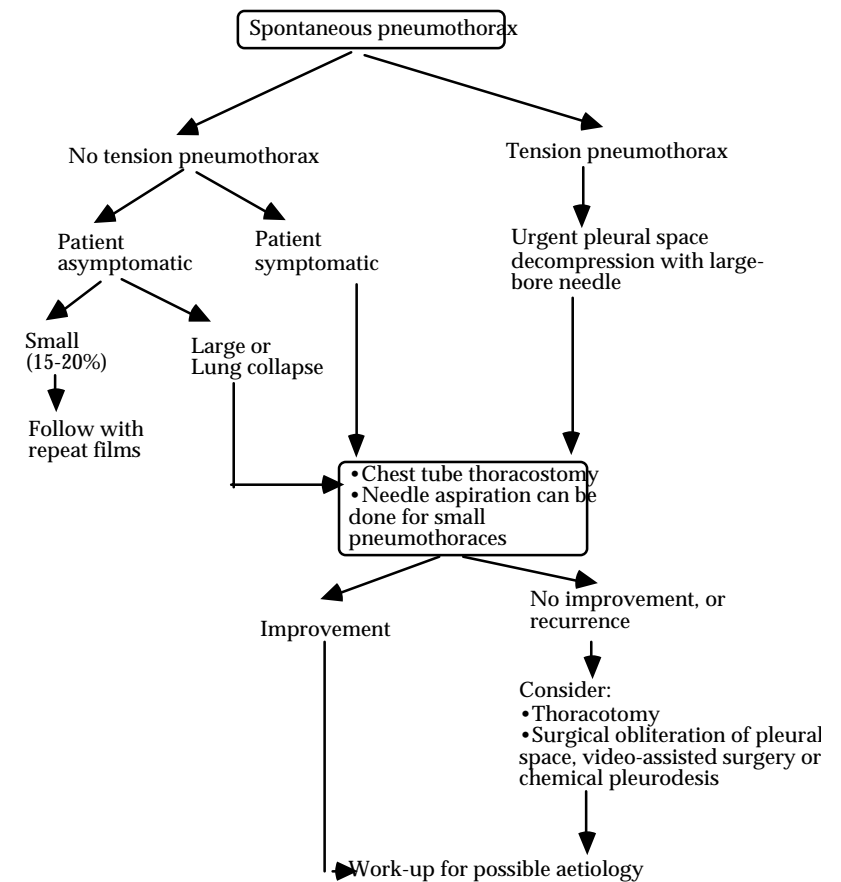 Spontaneous pneumothorax
No tension pneumothorax
Tension pneumothorax
Patient
asymptomatic
Patient
symptomatic
Urgent pleural space
decompression with large-
bore needle
Small
(15-20%)
Large or
Lung collapse
Follow with
repeat films
•Chest tube thoracostomy
•Needle aspiration can be
done for small
pneumothoraces
Improvement
No improvement, or
recurrence
Consider:
•Thoracotomy
•Surgical obliteration of pleural
space, video-assisted surgery or
chemical pleurodesis
Work-up for possible aetiology